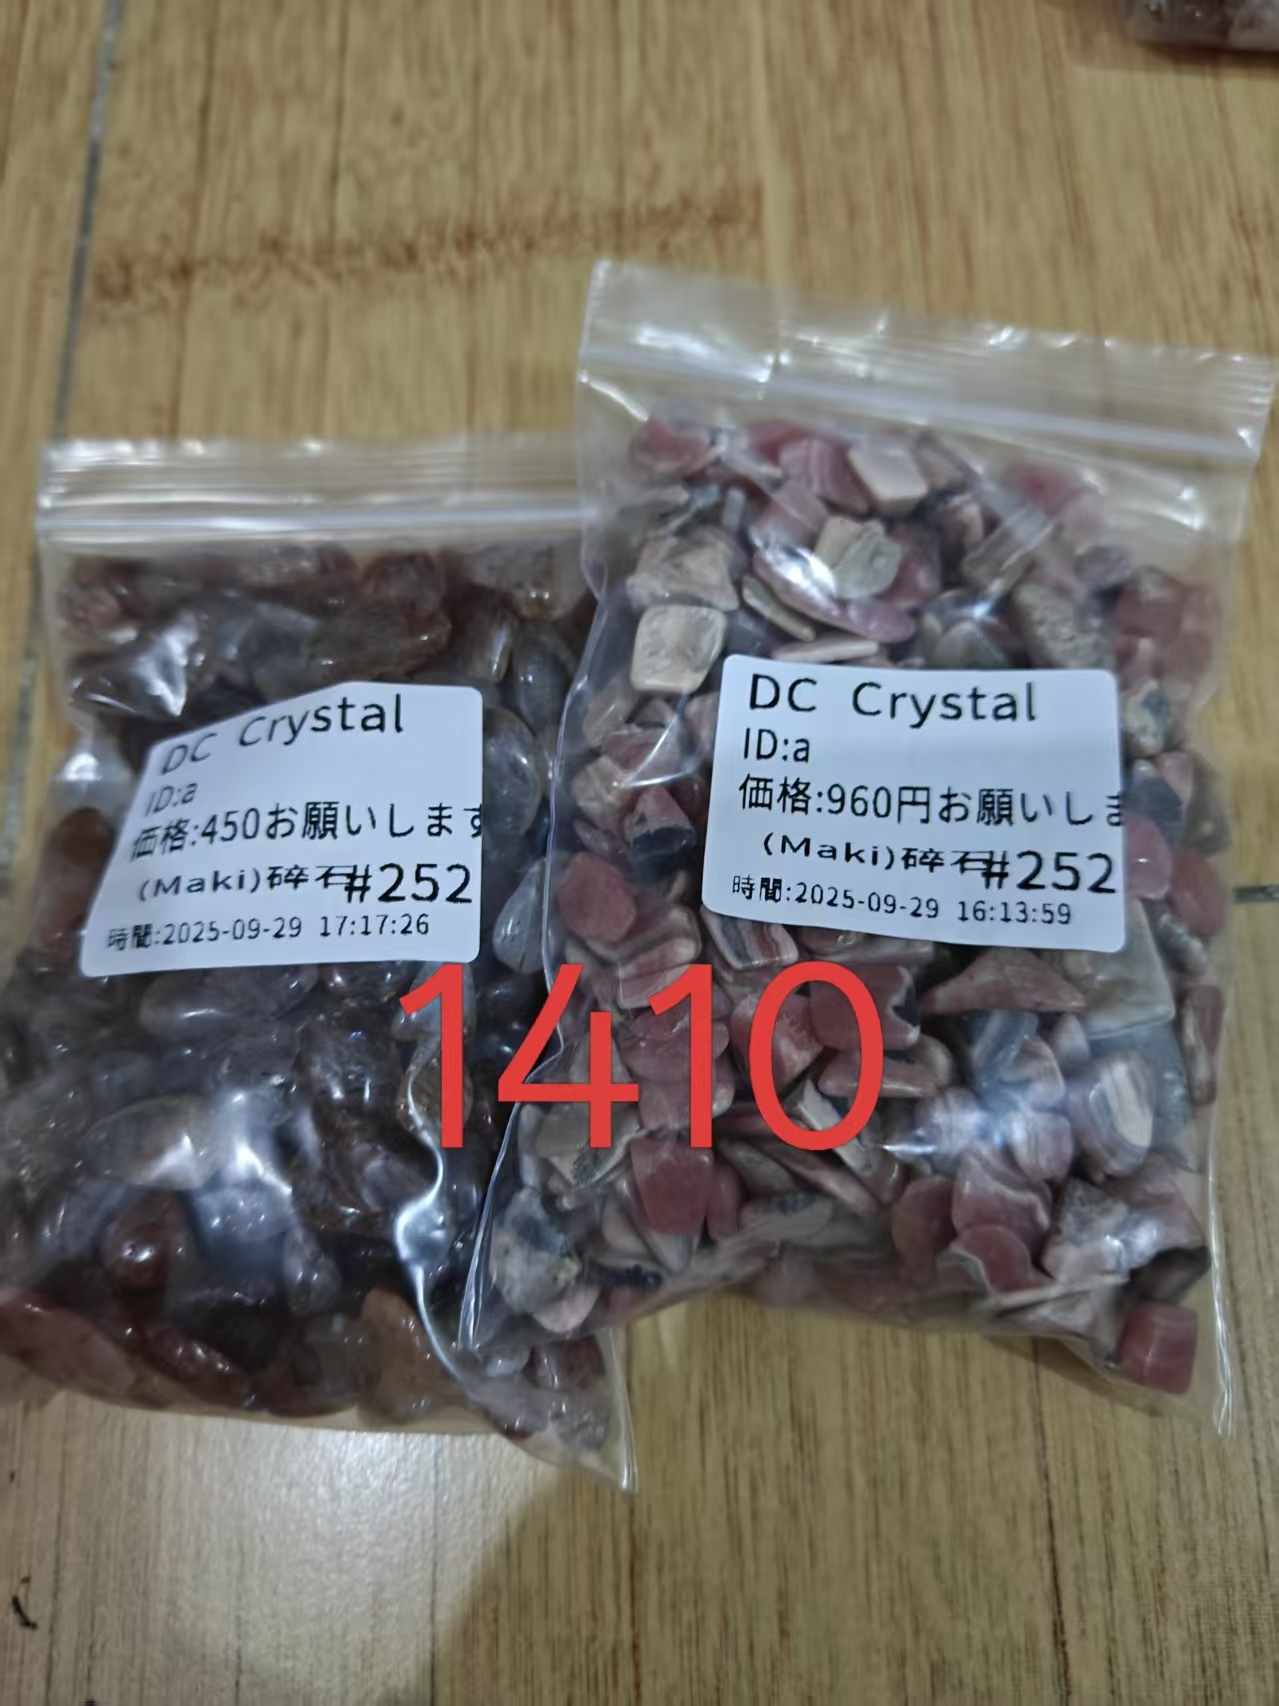 DC Crystal
ID:a
価格:450お願いします
(Maki)碎石#252
時間:2025-09-29 17:17:26
DC Crystal
ID:a
価格:960円お願いしま
(Maki)碎石#252
時間:2025-09-29 16:13:59
1410